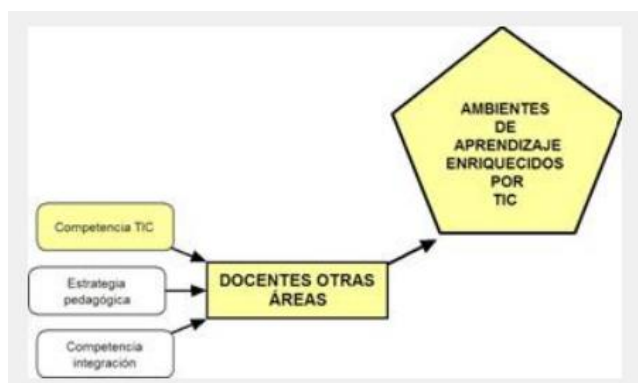 AMBIENTES
DE
APRENDIZAJE
ENRIQUECIDOS
POR
TIC
Competencia TIC
Estrategia
pedagógica
Competencia
integración
DOCENTES OTRAS
ÁREAS